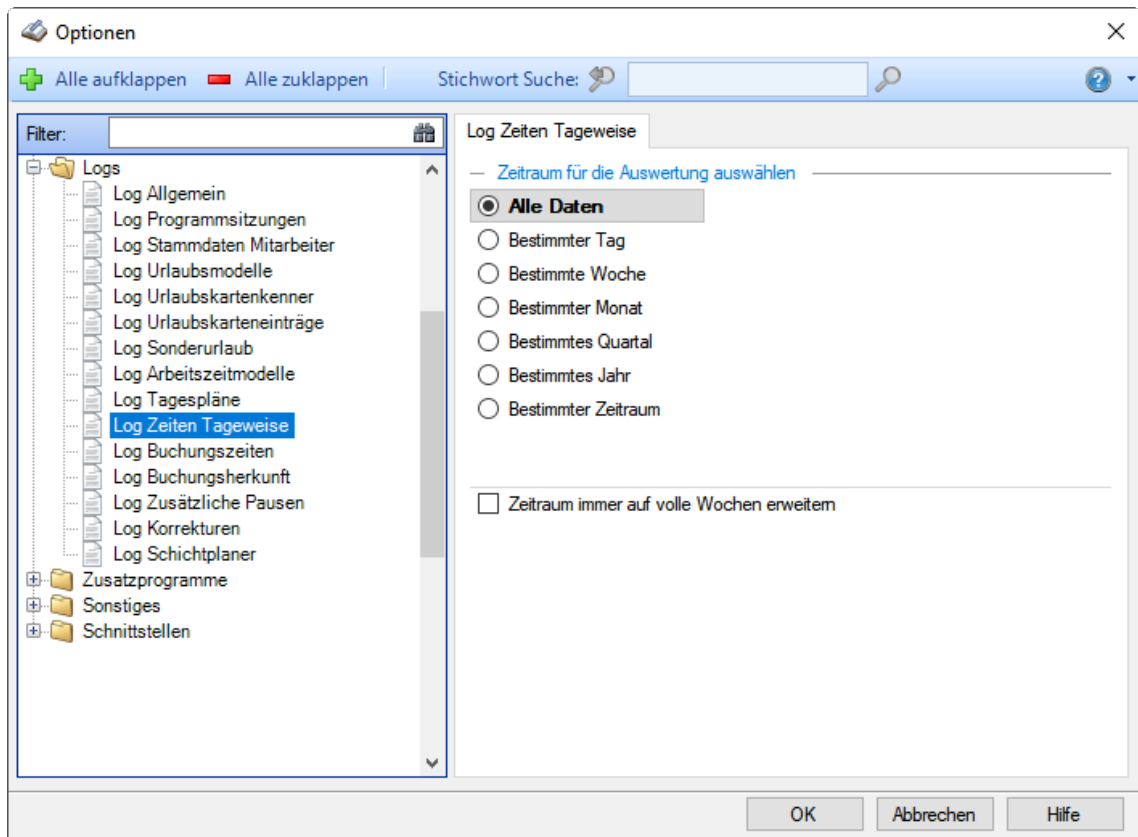 Optionen
Alle aufklappen Alle zuklappen Stichwort Suche:
Filter:
Logs
Log Allgemein
Log Programmsitzungen
Log Stammdaten Mitarbeiter
Log Urlaubsmodelle
Log Urlaubskartenkenner
Log Urlaubskarteneinträge
Log Sonderurlaub
Log Arbeitszeitmodelle
Log Tagespläne
Log Zeiten Tageweise
Log Buchungszeiten
Log Buchungsherkunft
Log Zusätzliche Pausen
Log Korrekturen
Log Schichtplaner
Zusatzprogramme
Sonstiges
Schnittstellen
Log Zeiten Tageweise
Zeitraum für die Auswertung auswählen
Alle Daten
Bestimmter Tag
Bestimmte Woche
Bestimmter Monat
Bestimmtes Quartal
Bestimmtes Jahr
Bestimmter Zeitraum
Zeitraum immer auf volle Wochen erweitern
OK Abbrechen Hilfe